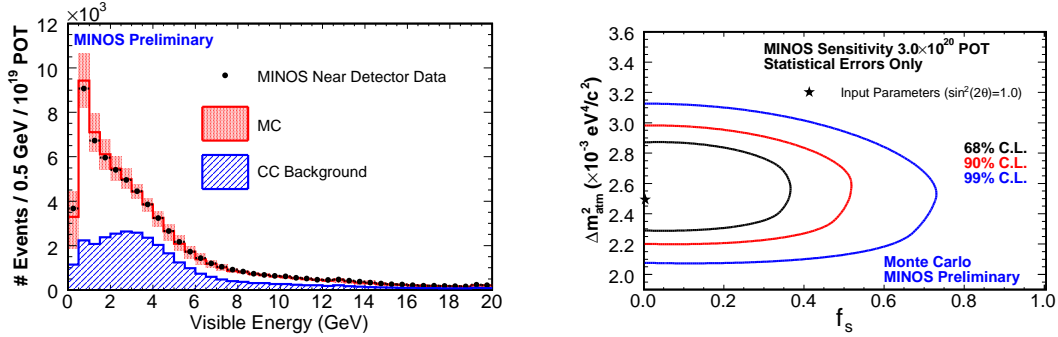 ×10³
12
10
8
6
4
2
0
# Events / 0.5 GeV / 10¹⁹ POT
MINOS Preliminary
MINOS Near Detector Data
MC
CC Background
0 2 4 6 8 10 12 14 16 18 20
Visible Energy (GeV)
3.6
3.4
3.2
3.0
2.8
2.6
2.4
2.2
2.0
Δm²atm (×10⁻³ eV⁴/c²)
MINOS Sensitivity 3.0×10²⁰ POT
Statistical Errors Only
Input Parameters (sin²(2θ)=1.0)
68% C.L.
90% C.L.
99% C.L.
Monte Carlo
MINOS Preliminary
0.0 0.2 0.4 0.6 0.8 1.0
fs